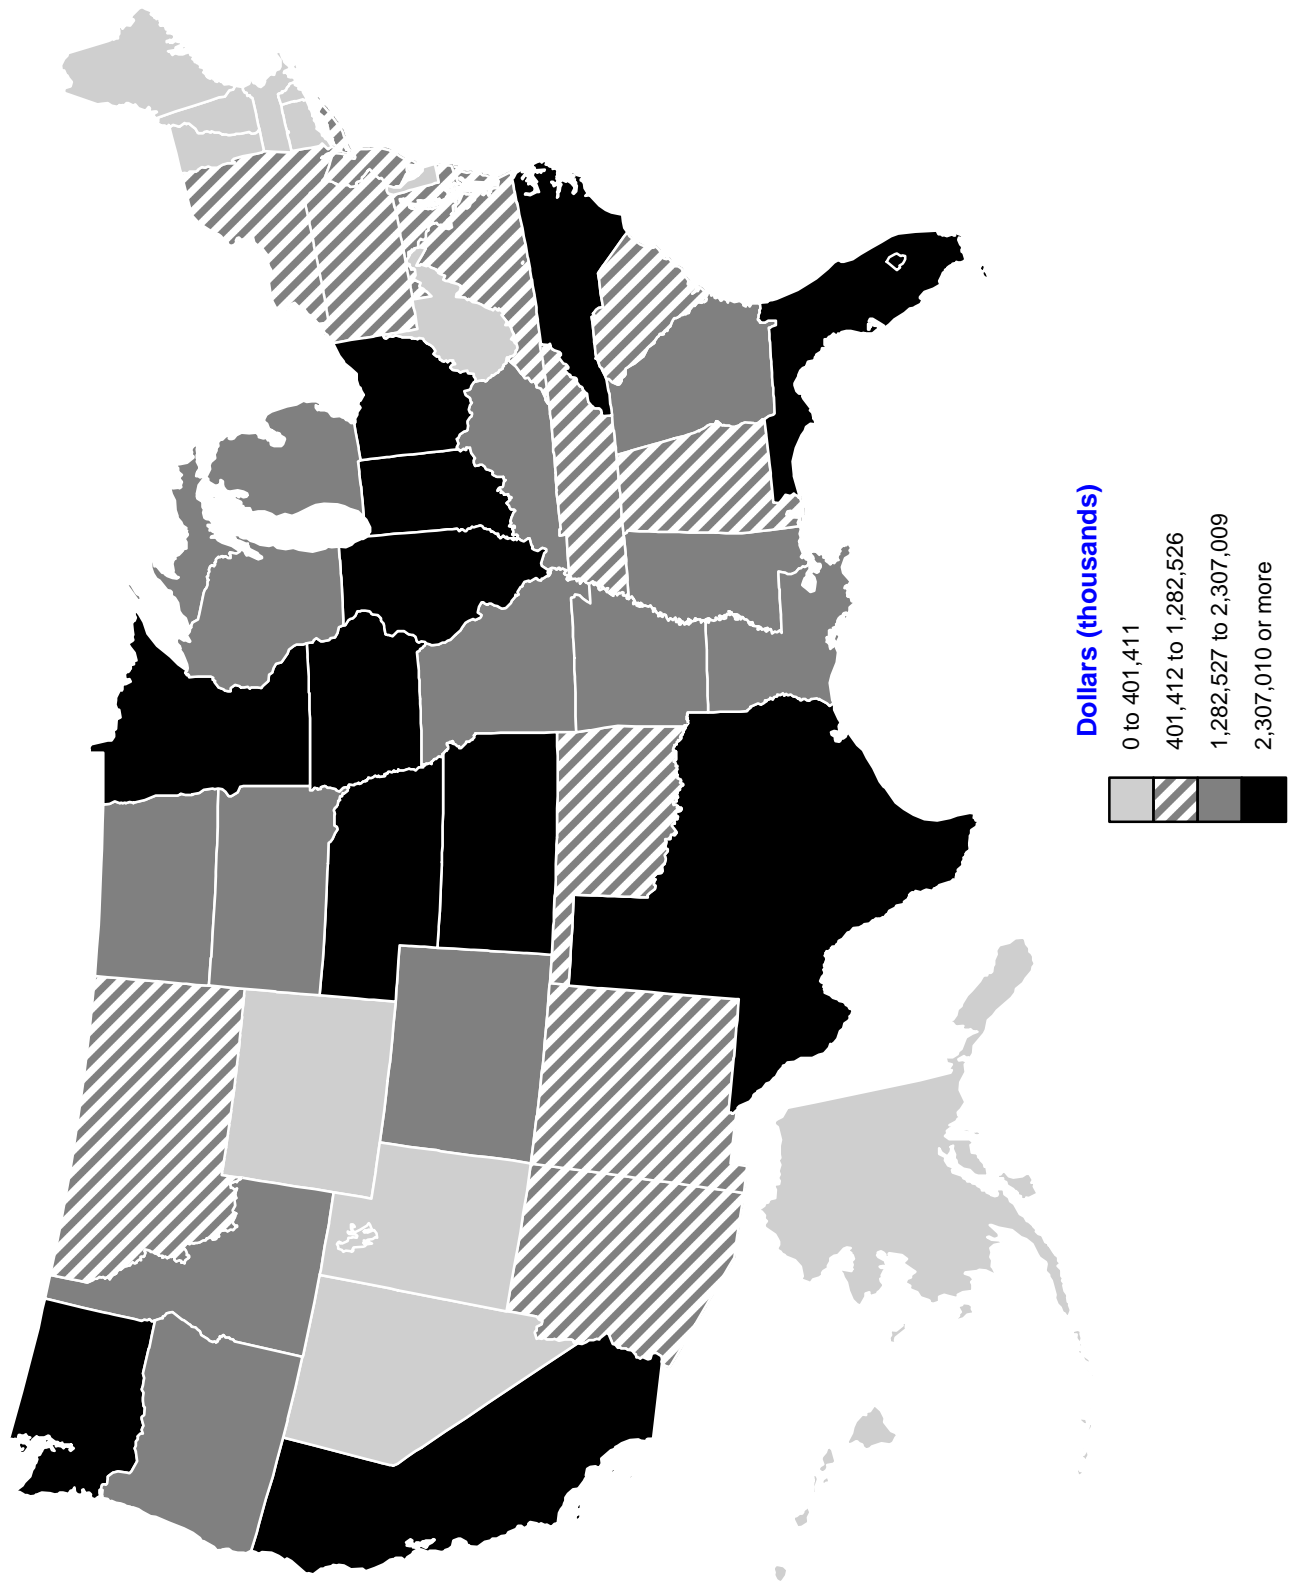 Dollars (thousands)
0 to 401,411
401,412 to 1,282,526
1,282,527 to 2,307,009
2,307,010 or more